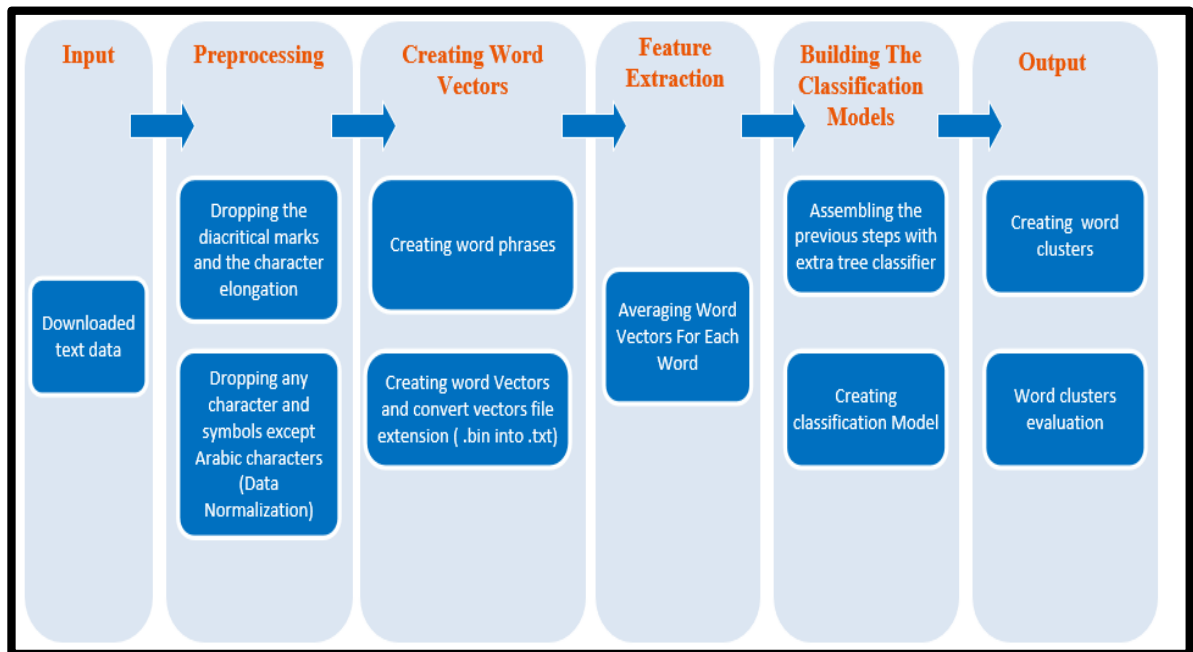 Input
Downloaded
text data
Preprocessing
Dropping the
diacritical marks
and the character
elongation
Dropping any
character and
symbols except
Arabic characters
(Data
Normalization)
Creating Word
Vectors
Creating word phrases
Creating word Vectors
and convert vectors file
extension ( .bin into .txt)
Feature
Extraction
Averaging Word
Vectors For Each
Word
Building The
Classification
Models
Assembling the
previous steps with
extra tree classifier
Creating
classification Model
Output
Creating word
clusters
Word clusters
evaluation